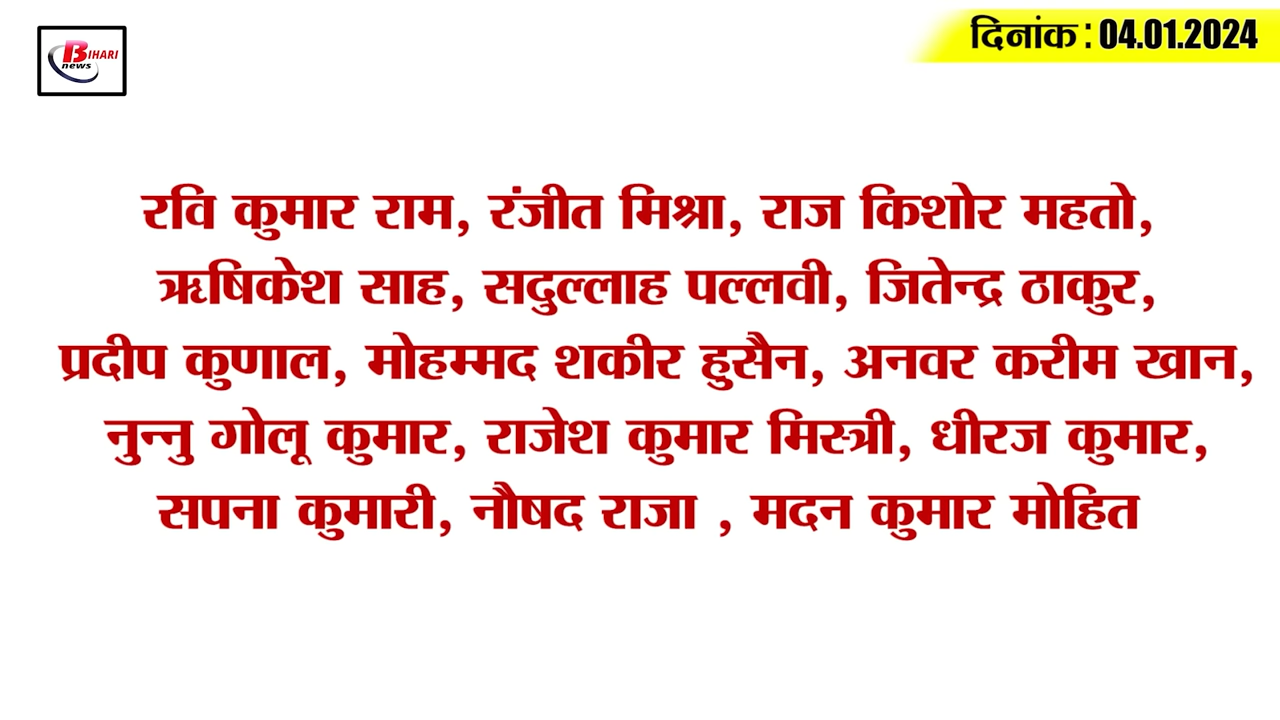 BIHARI
news
दिनांक : 04.01.2024
रवि कुमार राम, रंजीत मिश्रा, राज किशोर महतो,
ऋषिकेश साह, सदुल्लाह पल्लवी, जितेन्द्र ठाकुर,
प्रदीप कुणाल, मोहम्मद शकीर हुसैन, अनवर करीम खान,
नुन्नु गोलू कुमार, राजेश कुमार मिस्त्री, धीरज कुमार,
सपना कुमारी, नौषद राजा , मदन कुमार मोहित